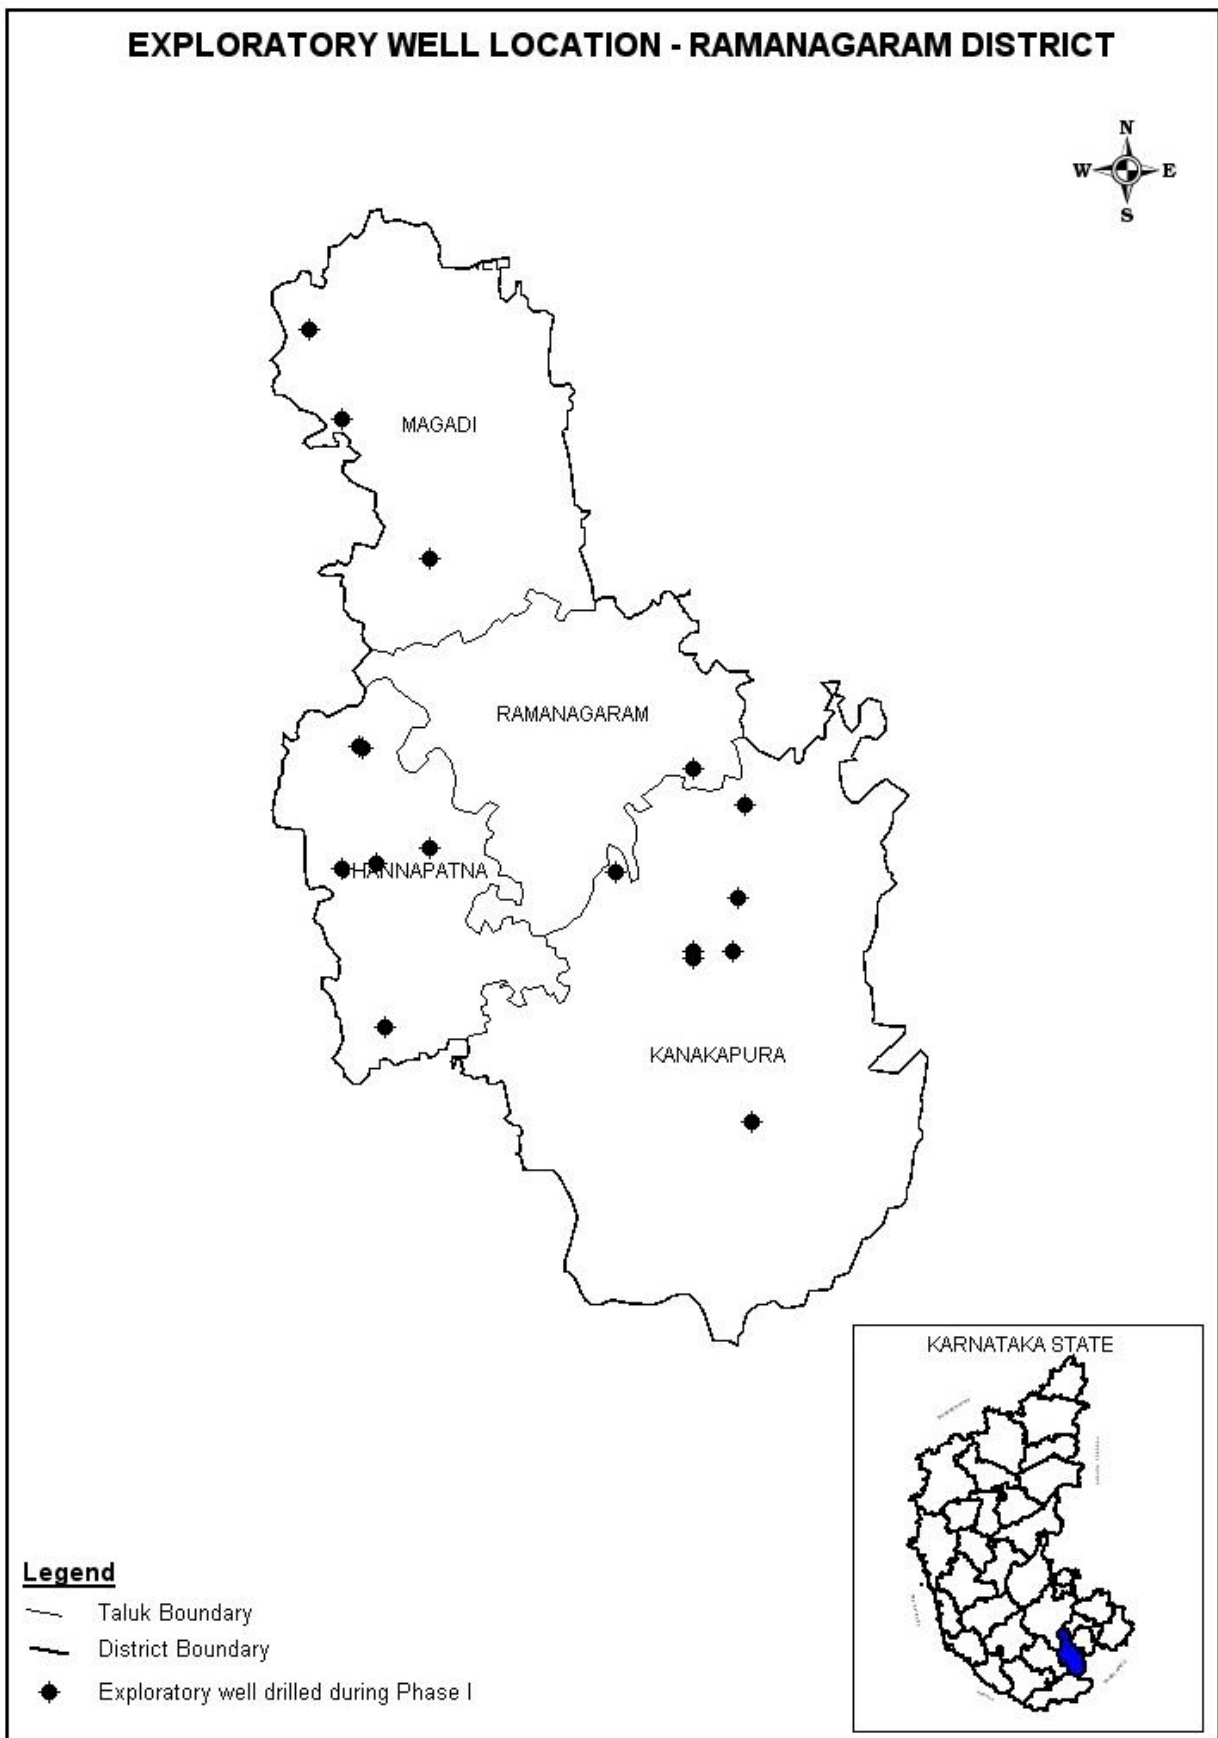 EXPLORATORY WELL LOCATION - RAMANAGARAM DISTRICT
N
W E
S
MAGADI
RAMANAGARAM
HANNAPATNA
KANAKAPURA
KARNATAKA STATE
Legend
Taluk Boundary
District Boundary
Exploratory well drilled during Phase I